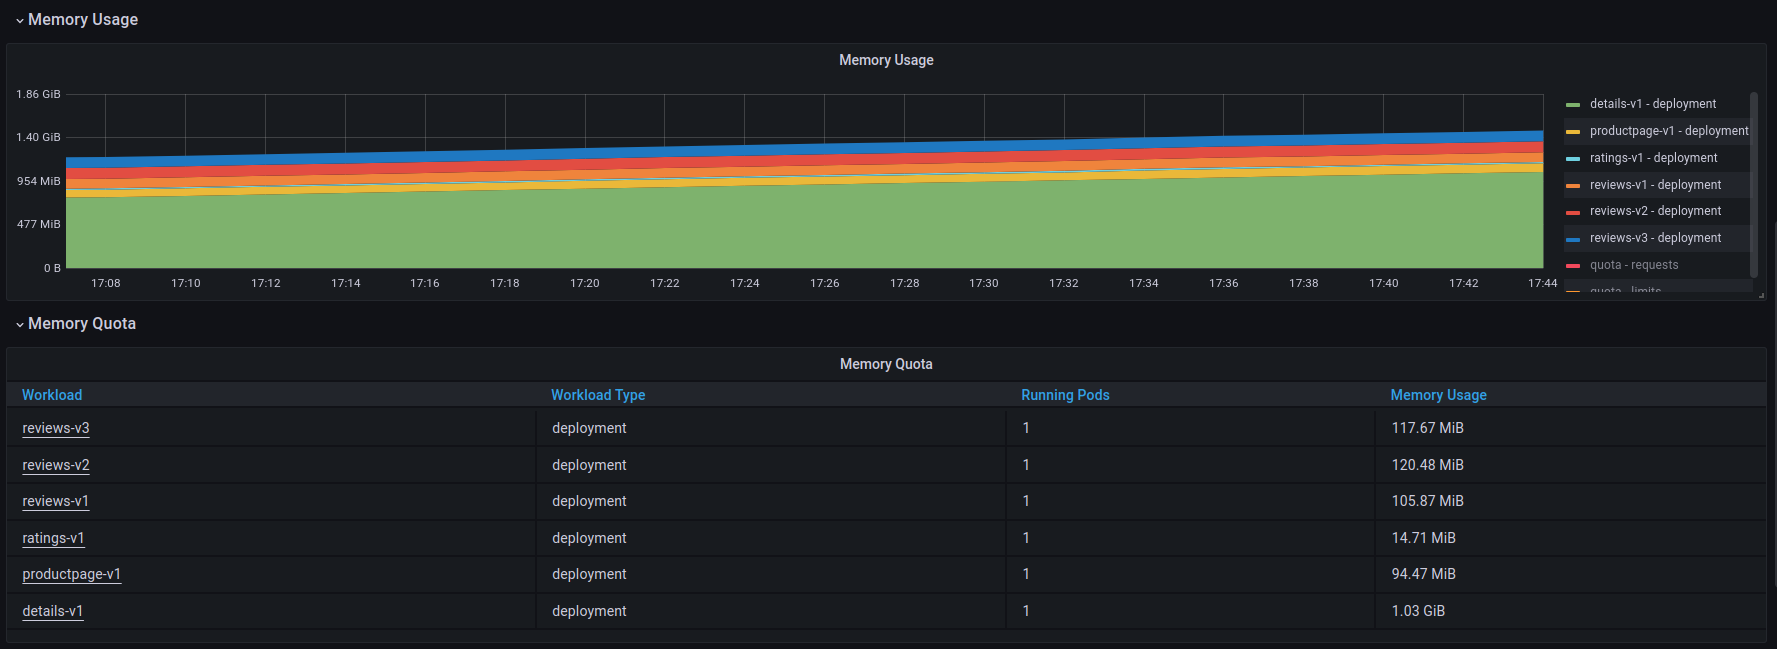 Memory Usage
Memory Usage
1.86 GiB
1.40 GiB
954 MiB
477 MiB
0 B
17:08 17:10 17:12 17:14 17:16 17:18 17:20 17:22 17:24 17:26 17:28 17:30 17:32 17:34 17:36 17:38 17:40 17:42 17:44
details-v1 - deployment
productpage-v1 - deployment
ratings-v1 - deployment
reviews-v1 - deployment
reviews-v2 - deployment
reviews-v3 - deployment
quota - requests
quota - limits
Memory Quota
Memory Quota
Workload Workload Type Running Pods Memory Usage
reviews-v3 deployment 1 117.67 MiB
reviews-v2 deployment 1 120.48 MiB
reviews-v1 deployment 1 105.87 MiB
ratings-v1 deployment 1 14.71 MiB
productpage-v1 deployment 1 94.47 MiB
details-v1 deployment 1 1.03 GiB